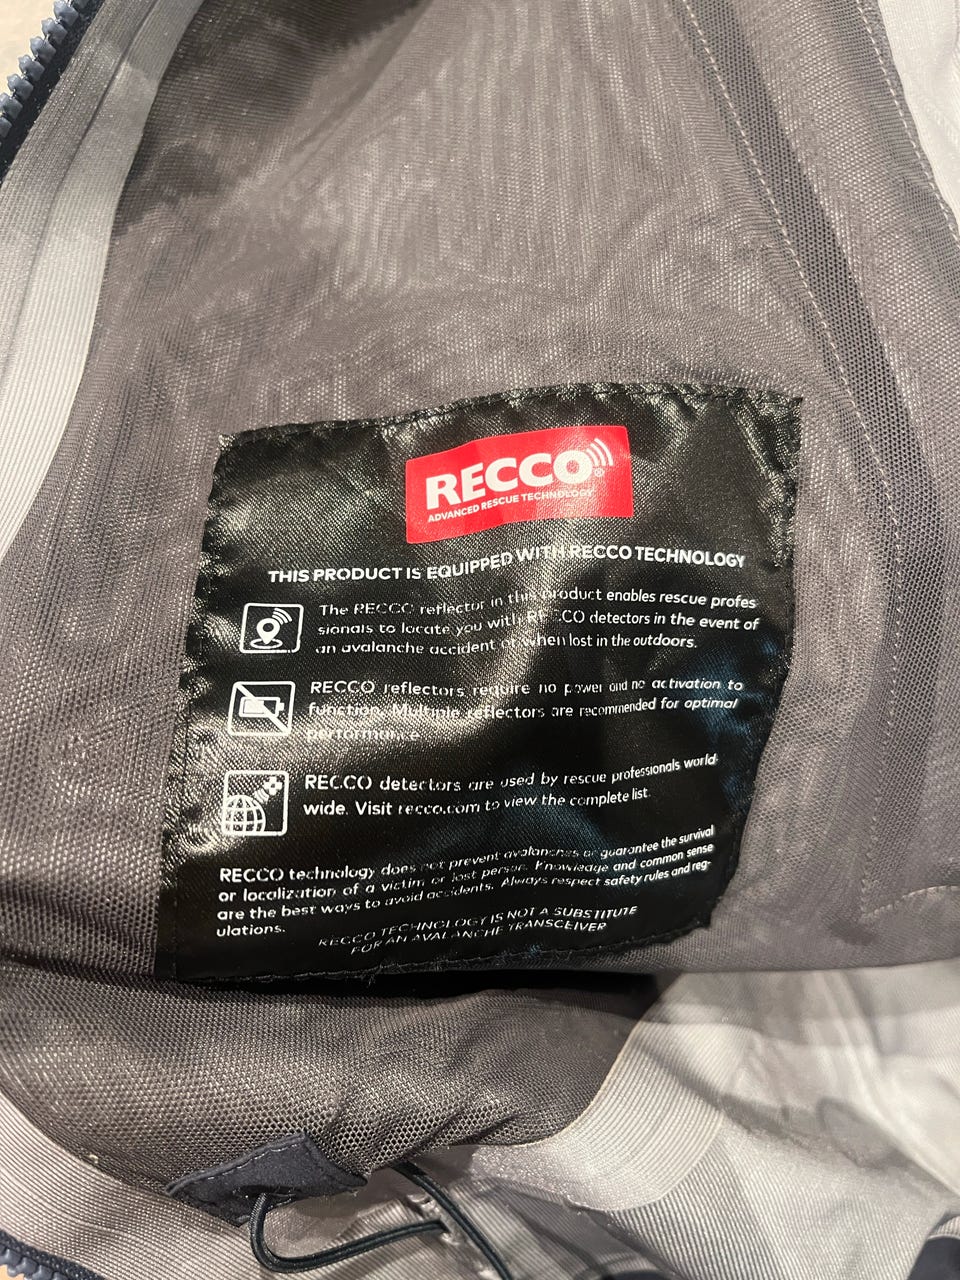 RECCO®
ADVANCED RESCUE TECHNOLOGY
THIS PRODUCT IS EQUIPPED WITH RECCO TECHNOLOGY
The RECCO reflector in this product enables rescue profes
sionals to locate you with RECCO detectors in the event of
an avalanche accident or when lost in the outdoors.
RECCO reflectors require no power and no activation to
function. Multiple reflectors are recommended for optimal
performance
RECCO detectors are used by rescue professionals world-
wide. Visit recco.com to view the complete list.
RECCO technology does not prevent avalanches or guarantee the survival
or localization of a victim or lost person. Knowledge and common sense
are the best ways to avoid accidents. Always respect safety rules and reg-
ulations.
RECCO TECHNOLOGY IS NOT A SUBSTITUTE
FOR AN AVALANCHE TRANSCEIVER